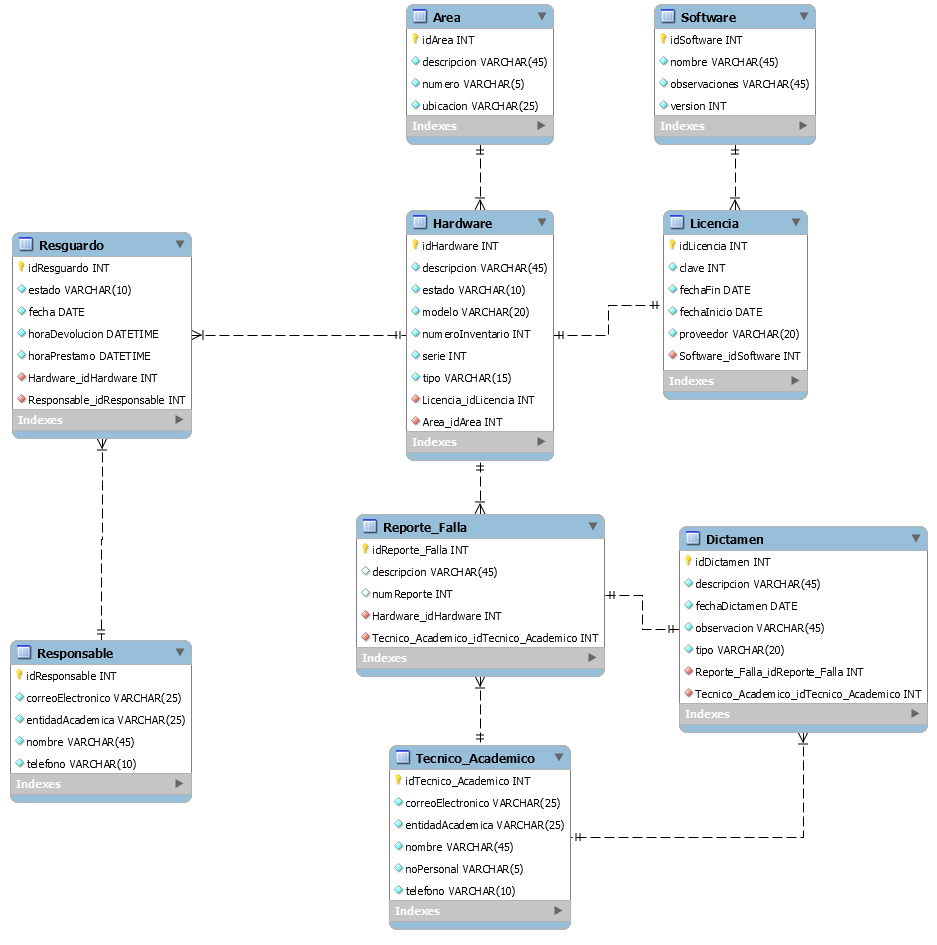 Area
idArea INT
descripcion VARCHAR(45)
numero VARCHAR(5)
ubicacion VARCHAR(25)
Indexes
Software
idSoftware INT
nombre VARCHAR(45)
observaciones VARCHAR(45)
version INT
Indexes
Resguardo
idResguardo INT
estado VARCHAR(10)
fecha DATE
horaDevolucion DATETIME
horaPrestamo DATETIME
Hardware_idHardware INT
Responsable_idResponsable INT
Indexes
Hardware
idHardware INT
descripcion VARCHAR(45)
estado VARCHAR(10)
modelo VARCHAR(20)
numeroInventario INT
serie INT
tipo VARCHAR(15)
Licencia_idLicencia INT
Area_idArea INT
Indexes
Licencia
idLicencia INT
clave INT
fechaFin DATE
fechaInicio DATE
proveedor VARCHAR(20)
Software_idSoftware INT
Indexes
Reporte_Falla
idReporte_Falla INT
descripcion VARCHAR(45)
numReporte INT
Hardware_idHardware INT
Tecnico_Academico_idTecnico_Academico INT
Indexes
Dictamen
idDictamen INT
descripcion VARCHAR(45)
fechaDictamen DATE
observacion VARCHAR(45)
tipo VARCHAR(20)
Reporte_Falla_idReporte_Falla INT
Tecnico_Academico_idTecnico_Academico INT
Indexes
Responsable
idResponsable INT
correoElectronico VARCHAR(25)
entidadAcademica VARCHAR(25)
nombre VARCHAR(45)
telefono VARCHAR(10)
Indexes
Tecnico_Academico
idTecnico_Academico INT
correoElectronico VARCHAR(25)
entidadAcademica VARCHAR(25)
nombre VARCHAR(45)
noPersonal VARCHAR(5)
telefono VARCHAR(10)
Indexes